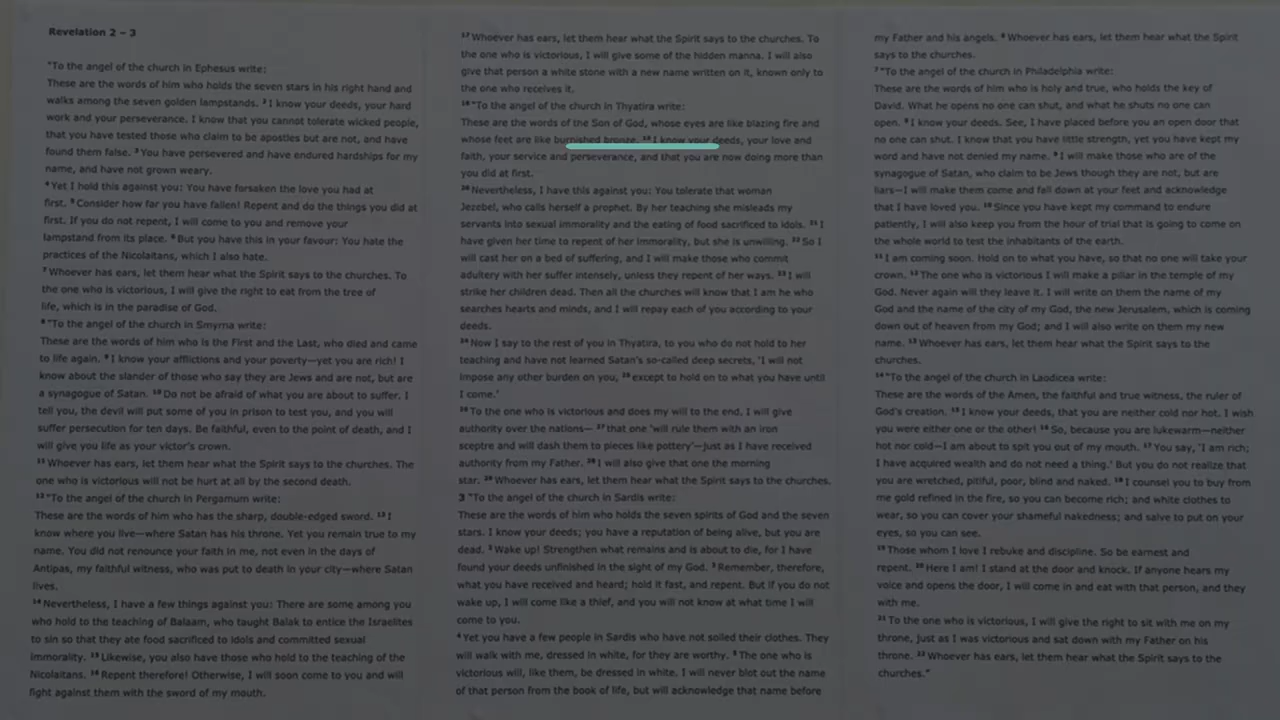 Revelation 2 – 3
"To the angel of the church in Ephesus write:
These are the words of him who holds the seven stars in his right hand and
walks among the seven golden lampstands. ² I know your deeds, your hard
work and your perseverance. I know that you cannot tolerate wicked people,
that you have tested those who claim to be apostles but are not, and have
found them false. ³ You have persevered and have endured hardships for my
name, and have not grown weary.
⁴ Yet I hold this against you: You have forsaken the love you had at
first. ⁵ Consider how far you have fallen! Repent and do the things you did at
first. If you do not repent, I will come to you and remove your
lampstand from its place. ⁶ But you have this in your favour: You hate the
practices of the Nicolaitans, which I also hate.
⁷ Whoever has ears, let them hear what the Spirit says to the churches. To
the one who is victorious, I will give the right to eat from the tree of
life, which is in the paradise of God.
⁸ "To the angel of the church in Smyrna write:
These are the words of him who is the First and the Last, who died and came
to life again. ⁹ I know your afflictions and your poverty—yet you are rich! I
know about the slander of those who say they are Jews and are not, but are
a synagogue of Satan. ¹⁰ Do not be afraid of what you are about to suffer. I
tell you, the devil will put some of you in prison to test you, and you will
suffer persecution for ten days. Be faithful, even to the point of death, and I
will give you life as your victor's crown.
¹¹ Whoever has ears, let them hear what the Spirit says to the churches. The
one who is victorious will not be hurt at all by the second death.
¹² "To the angel of the church in Pergamum write:
These are the words of him who has the sharp, double-edged sword. ¹³ I
know where you live—where Satan has his throne. Yet you remain true to my
name. You did not renounce your faith in me, not even in the days of
Antipas, my faithful witness, who was put to death in your city—where Satan
lives.
¹⁴ Nevertheless, I have a few things against you: There are some among you
who hold to the teaching of Balaam, who taught Balak to entice the Israelites
to sin so that they ate food sacrificed to idols and committed sexual
immorality. ¹⁵ Likewise, you also have those who hold to the teaching of the
Nicolaitans. ¹⁶ Repent therefore! Otherwise, I will soon come to you and will
fight against them with the sword of my mouth.
¹⁷ Whoever has ears, let them hear what the Spirit says to the churches. To
the one who is victorious, I will give some of the hidden manna. I will also
give that person a white stone with a new name written on it, known only to
the one who receives it.
¹⁸ "To the angel of the church in Thyatira write:
These are the words of the Son of God, whose eyes are like blazing fire and
whose feet are like burnished bronze. ¹⁹ I know your deeds, your love and
faith, your service and perseverance, and that you are now doing more than
you did at first.
²⁰ Nevertheless, I have this against you: You tolerate that woman
Jezebel, who calls herself a prophet. By her teaching she misleads my
servants into sexual immorality and the eating of food sacrificed to idols. ²¹ I
have given her time to repent of her immorality, but she is unwilling. ²² So I
will cast her on a bed of suffering, and I will make those who commit
adultery with her suffer intensely, unless they repent of her ways. ²³ I will
strike her children dead. Then all the churches will know that I am he who
searches hearts and minds, and I will repay each of you according to your
deeds.
²⁴ Now I say to the rest of you in Thyatira, to you who do not hold to her
teaching and have not learned Satan's so-called deep secrets, 'I will not
impose any other burden on you, ²⁵ except to hold on to what you have until
I come.'
²⁶ To the one who is victorious and does my will to the end, I will give
authority over the nations— ²⁷ that one 'will rule them with an iron
sceptre and will dash them to pieces like pottery'—just as I have received
authority from my Father. ²⁸ I will also give that one the morning
star. ²⁹ Whoever has ears, let them hear what the Spirit says to the churches.
3 "To the angel of the church in Sardis write:
These are the words of him who holds the seven spirits of God and the seven
stars. I know your deeds; you have a reputation of being alive, but you are
dead. ² Wake up! Strengthen what remains and is about to die, for I have
found your deeds unfinished in the sight of my God. ³ Remember, therefore,
what you have received and heard; hold it fast, and repent. But if you do not
wake up, I will come like a thief, and you will not know at what time I will
come to you.
⁴ Yet you have a few people in Sardis who have not soiled their clothes. They
will walk with me, dressed in white, for they are worthy. ⁵ The one who is
victorious will, like them, be dressed in white. I will never blot out the name
of that person from the book of life, but will acknowledge that name before
my Father and his angels. ⁶ Whoever has ears, let them hear what the Spirit
says to the churches.
⁷ "To the angel of the church in Philadelphia write:
These are the words of him who is holy and true, who holds the key of
David. What he opens no one can shut, and what he shuts no one can
open. ⁸ I know your deeds. See, I have placed before you an open door that
no one can shut. I know that you have little strength, yet you have kept my
word and have not denied my name. ⁹ I will make those who are of the
synagogue of Satan, who claim to be Jews though they are not, but are
liars—I will make them come and fall down at your feet and acknowledge
that I have loved you. ¹⁰ Since you have kept my command to endure
patiently, I will also keep you from the hour of trial that is going to come on
the whole world to test the inhabitants of the earth.
¹¹ I am coming soon. Hold on to what you have, so that no one will take your
crown. ¹² The one who is victorious I will make a pillar in the temple of my
God. Never again will they leave it. I will write on them the name of my
God and the name of the city of my God, the new Jerusalem, which is coming
down out of heaven from my God; and I will also write on them my new
name. ¹³ Whoever has ears, let them hear what the Spirit says to the
churches.
¹⁴ "To the angel of the church in Laodicea write:
These are the words of the Amen, the faithful and true witness, the ruler of
God's creation. ¹⁵ I know your deeds, that you are neither cold nor hot. I wish
you were either one or the other! ¹⁶ So, because you are lukewarm—neither
hot nor cold—I am about to spit you out of my mouth. ¹⁷ You say, 'I am rich;
I have acquired wealth and do not need a thing.' But you do not realize that
you are wretched, pitiful, poor, blind and naked. ¹⁸ I counsel you to buy from
me gold refined in the fire, so you can become rich; and white clothes to
wear, so you can cover your shameful nakedness; and salve to put on your
eyes, so you can see.
¹⁹ Those whom I love I rebuke and discipline. So be earnest and
repent. ²⁰ Here I am! I stand at the door and knock. If anyone hears my
voice and opens the door, I will come in and eat with that person, and they
with me.
²¹ To the one who is victorious, I will give the right to sit with me on my
throne, just as I was victorious and sat down with my Father on his
throne. ²² Whoever has ears, let them hear what the Spirit says to the
churches."